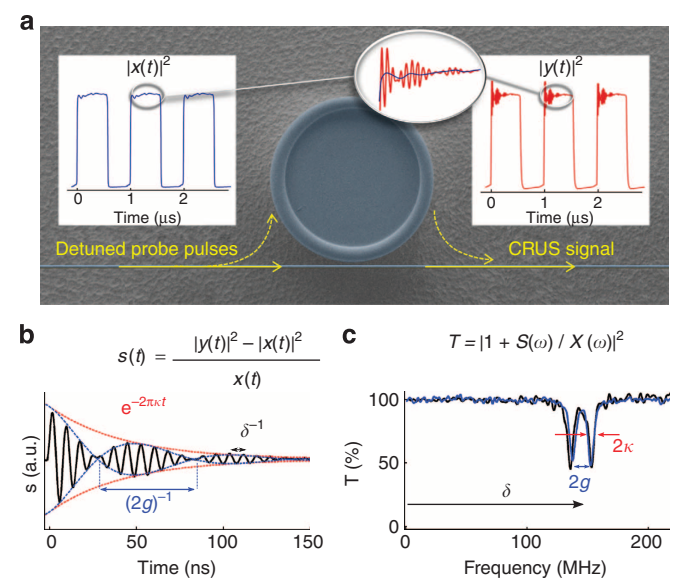 a
|x(t)|²
|y(t)|²
0 1 2
Time (µs)
0 1 2
Time (µs)
Detuned probe pulses
CRUS signal
b
s(t) = |y(t)|² – |x(t)|² / x(t)
e^-2πκt
δ⁻¹
(2g)⁻¹
s (a.u.)
0 50 100 150
Time (ns)
c
T = |1 + S(ω) / X (ω)|²
100
50
0
T (%)
2κ
2g
δ
0 100 200
Frequency (MHz)